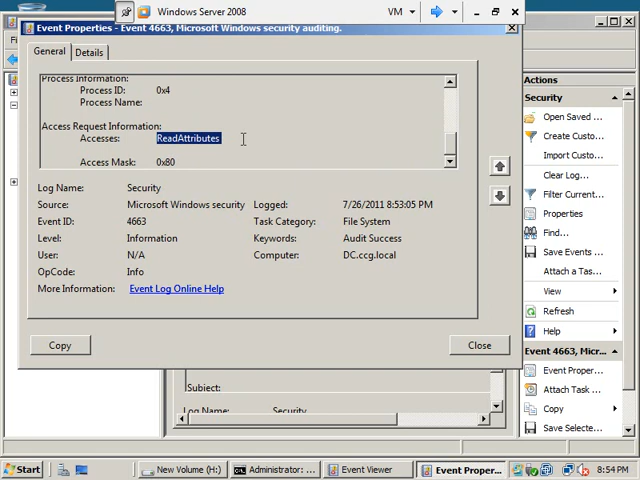 Windows Server 2008
VM
Event Properties - Event 4663, Microsoft Windows security auditing.
General
Details
Process Information:
Process ID: 0x4
Process Name:
Access Request Information:
Accesses: ReadAttributes
Access Mask: 0x80
Log Name: Security
Source: Microsoft Windows security
Logged: 7/26/2011 8:53:05 PM
Event ID: 4663
Task Category: File System
Level: Information
Keywords: Audit Success
User: N/A
Computer: DC.ccg.local
OpCode: Info
More Information: Event Log Online Help
Copy
Close
Subject:
Log Name: Security
Actions
Security
Open Saved ...
Create Custo...
Import Custo...
Clear Log...
Filter Current...
Properties
Find...
Save Events ...
Attach a Tas...
View
Refresh
Help
Event 4663, Micr...
Event Proper...
Attach Task ...
Copy
Save Selecte...
Start
New Volume (H:)
Administrator: ...
Event Viewer
Event Proper...
8:54 PM